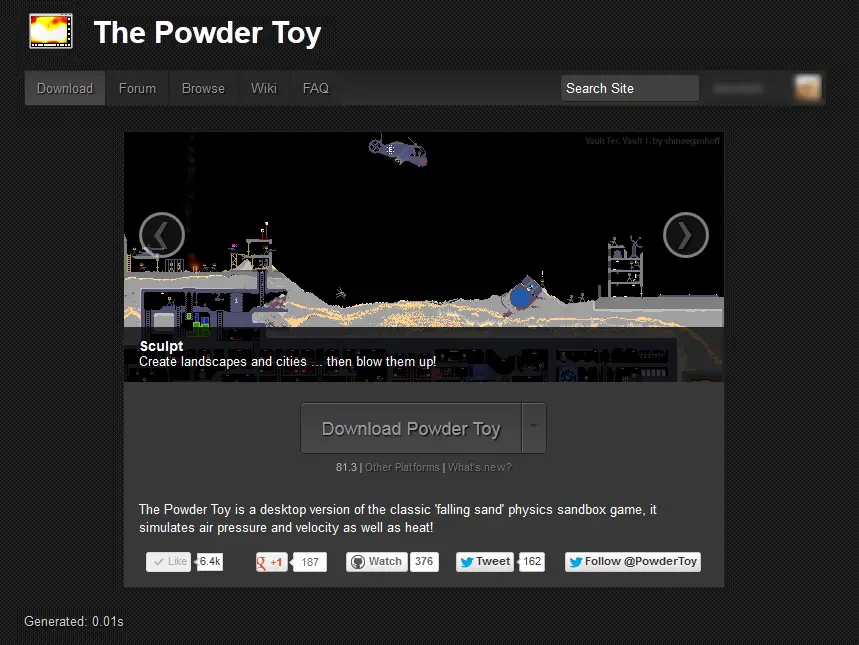 The Powder Toy
Download Forum Browse Wiki FAQ Search Site
Vault Tec. Vault 1. by shineeganhoff
1
Sculpt
Create landscapes and cities ... then blow them up!
Download Powder Toy
81.3 | Other Platforms | What's new?
The Powder Toy is a desktop version of the classic 'falling sand' physics sandbox game, it
simulates air pressure and velocity as well as heat!
Like 6.4k g +1 187 Watch 376 Tweet 162 Follow @PowderToy
Generated: 0.01s